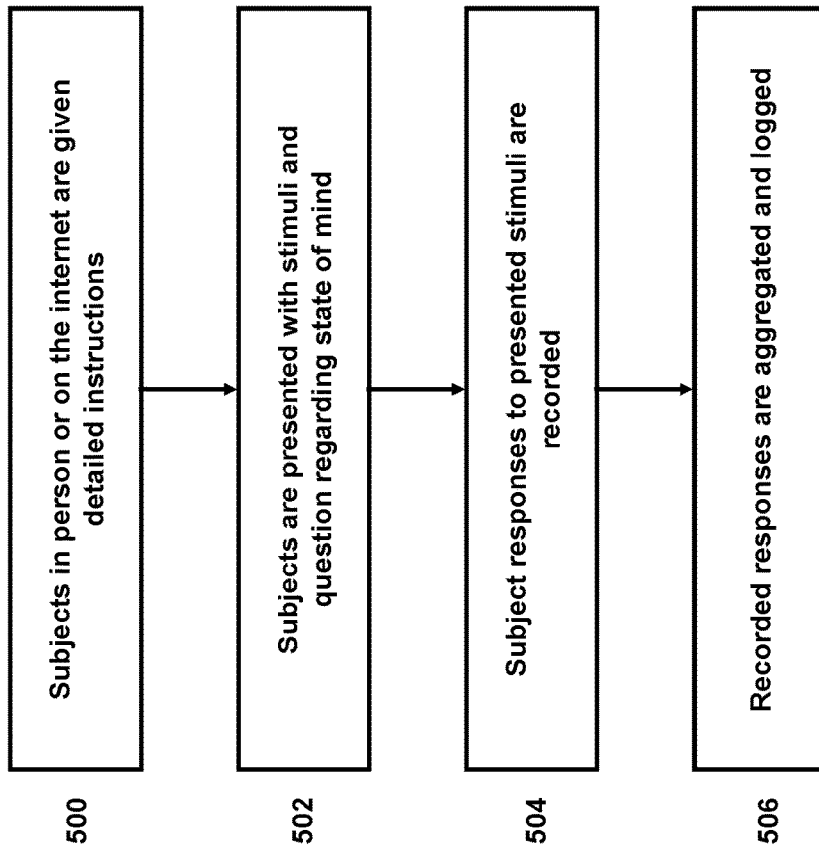 500
Subjects in person or on the internet are given
detailed instructions
502
Subjects are presented with stimuli and
question regarding state of mind
504
Subject responses to presented stimuli are
recorded
506
Recorded responses are aggregated and logged